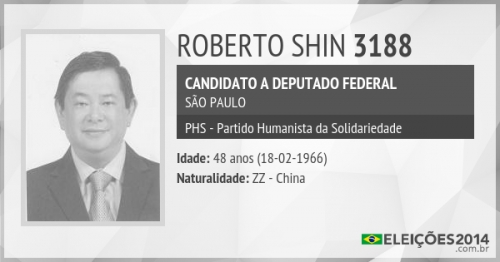 ROBERTO SHIN 3188
CANDIDATO A DEPUTADO FEDERAL
SÃO PAULO
PHS - Partido Humanista da Solidariedade
Idade: 48 anos (18-02-1966)
Naturalidade: ZZ - China
ELEIÇÕES2014
.com.br